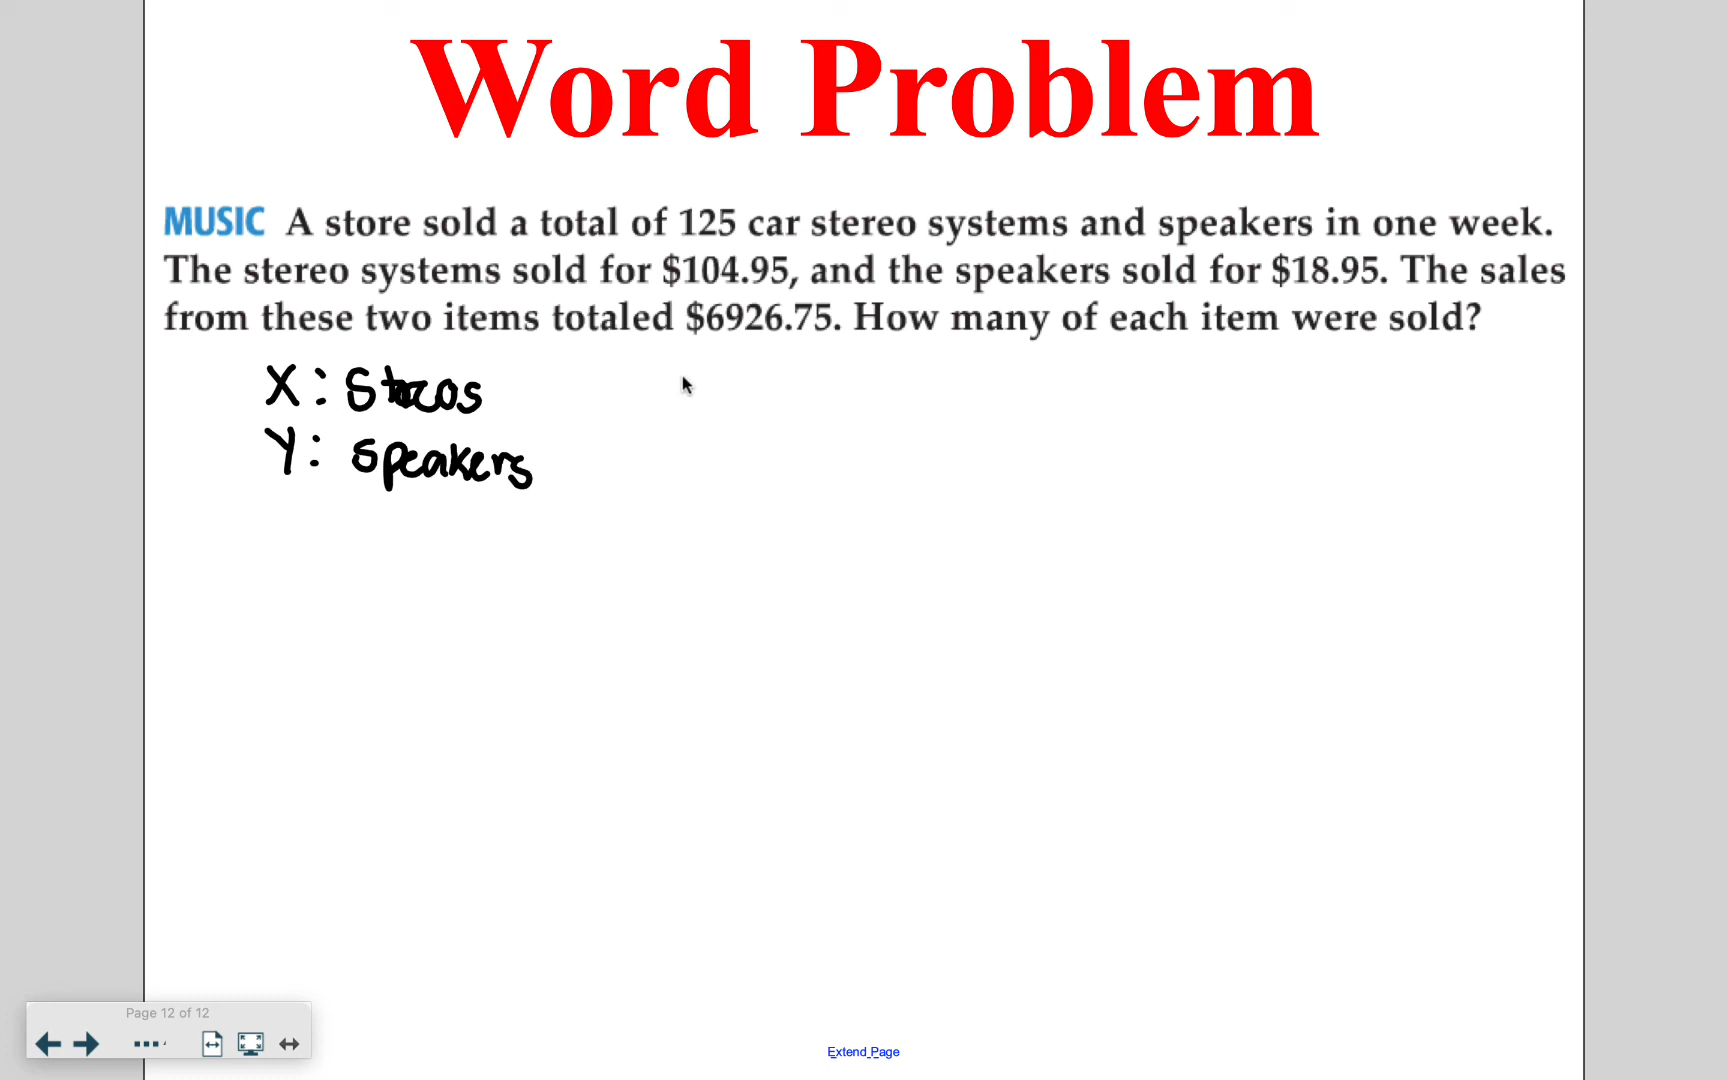 Word Problem
MUSIC A store sold a total of 125 car stereo systems and speakers in one week.
The stereo systems sold for $104.95, and the speakers sold for $18.95. The sales
from these two items totaled $6926.75. How many of each item were sold?
X:
Y: speakers
Page 12 of 12
Extend Page